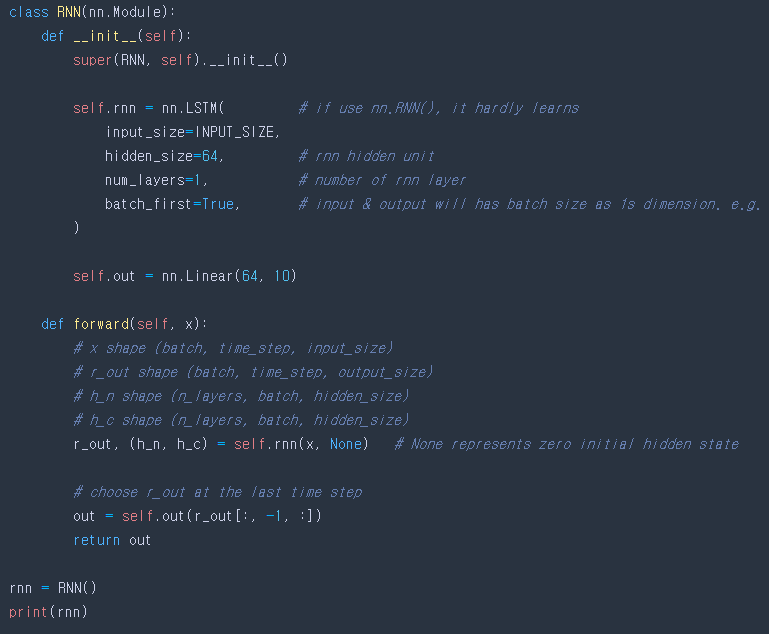 class RNN(nn.Module):
    def __init__(self):
        super(RNN, self).__init__()

        self.rnn = nn.LSTM(         # if use nn.RNN(), it hardly learns
            input_size=INPUT_SIZE,
            hidden_size=64,         # rnn hidden unit
            num_layers=1,           # number of rnn layer
            batch_first=True,       # input & output will has batch size as 1s dimension. e.g.
        )

        self.out = nn.Linear(64, 10)

    def forward(self, x):
        # x shape (batch, time_step, input_size)
        # r_out shape (batch, time_step, output_size)
        # h_n shape (n_layers, batch, hidden_size)
        # h_c shape (n_layers, batch, hidden_size)
        r_out, (h_n, h_c) = self.rnn(x, None)   # None represents zero initial hidden state

        # choose r_out at the last time step
        out = self.out(r_out[:, -1, :])
        return out

rnn = RNN()
print(rnn)